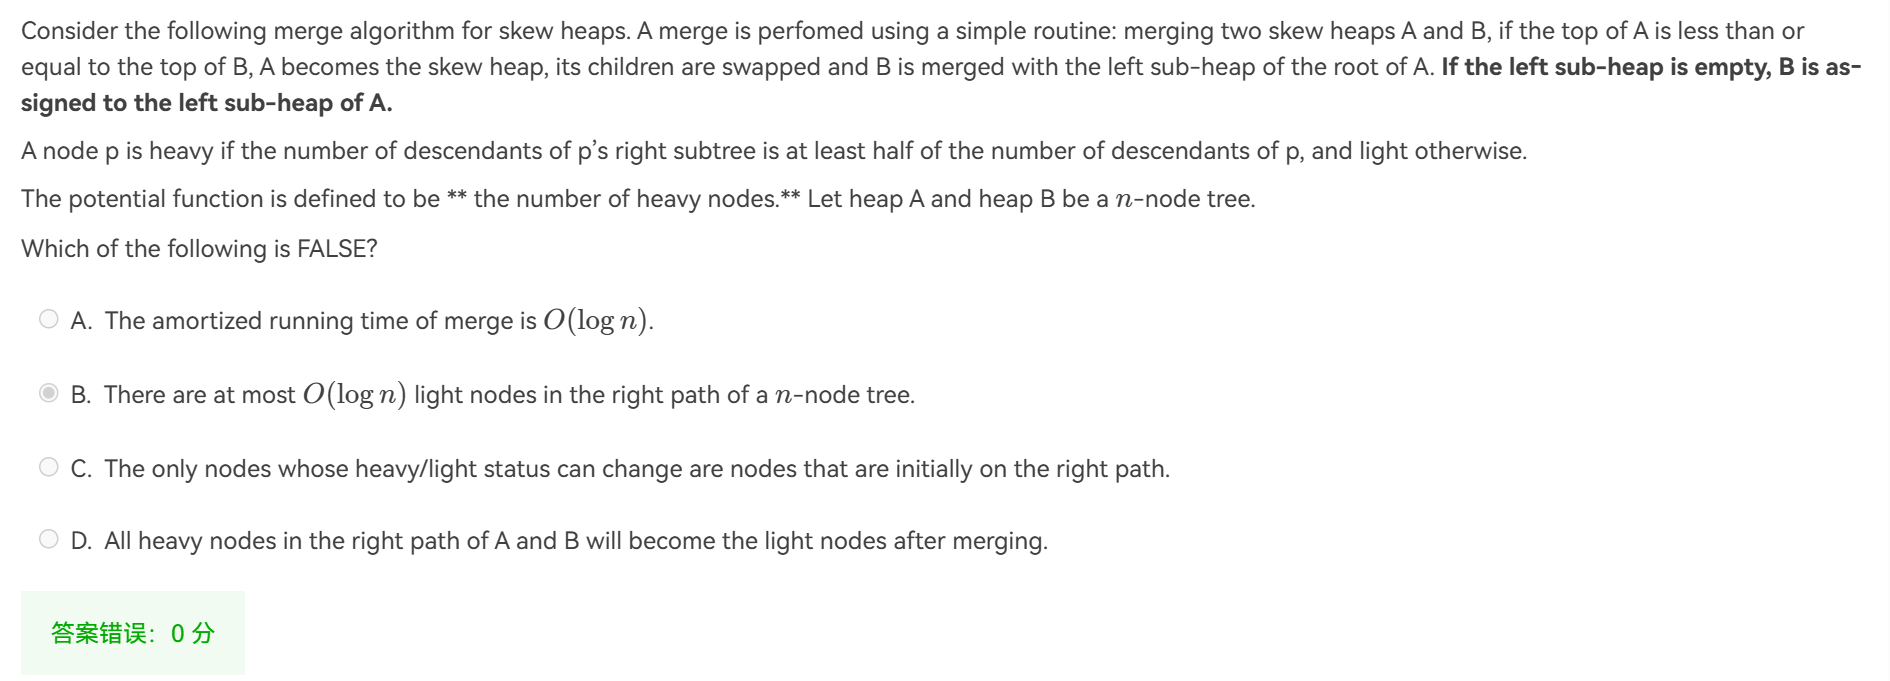 Consider the following merge algorithm for skew heaps. A merge is perfomed using a simple routine: merging two skew heaps A and B, if the top of A is less than or
equal to the top of B, A becomes the skew heap, its children are swapped and B is merged with the left sub-heap of the root of A. If the left sub-heap is empty, B is as-
signed to the left sub-heap of A.
A node p is heavy if the number of descendants of p’s right subtree is at least half of the number of descendants of p, and light otherwise.
The potential function is defined to be ** the number of heavy nodes.** Let heap A and heap B be a n-node tree.
Which of the following is FALSE?
A. The amortized running time of merge is O(log n).
B. There are at most O(log n) light nodes in the right path of a n-node tree.
C. The only nodes whose heavy/light status can change are nodes that are initially on the right path.
D. All heavy nodes in the right path of A and B will become the light nodes after merging.
答案错误：0 分